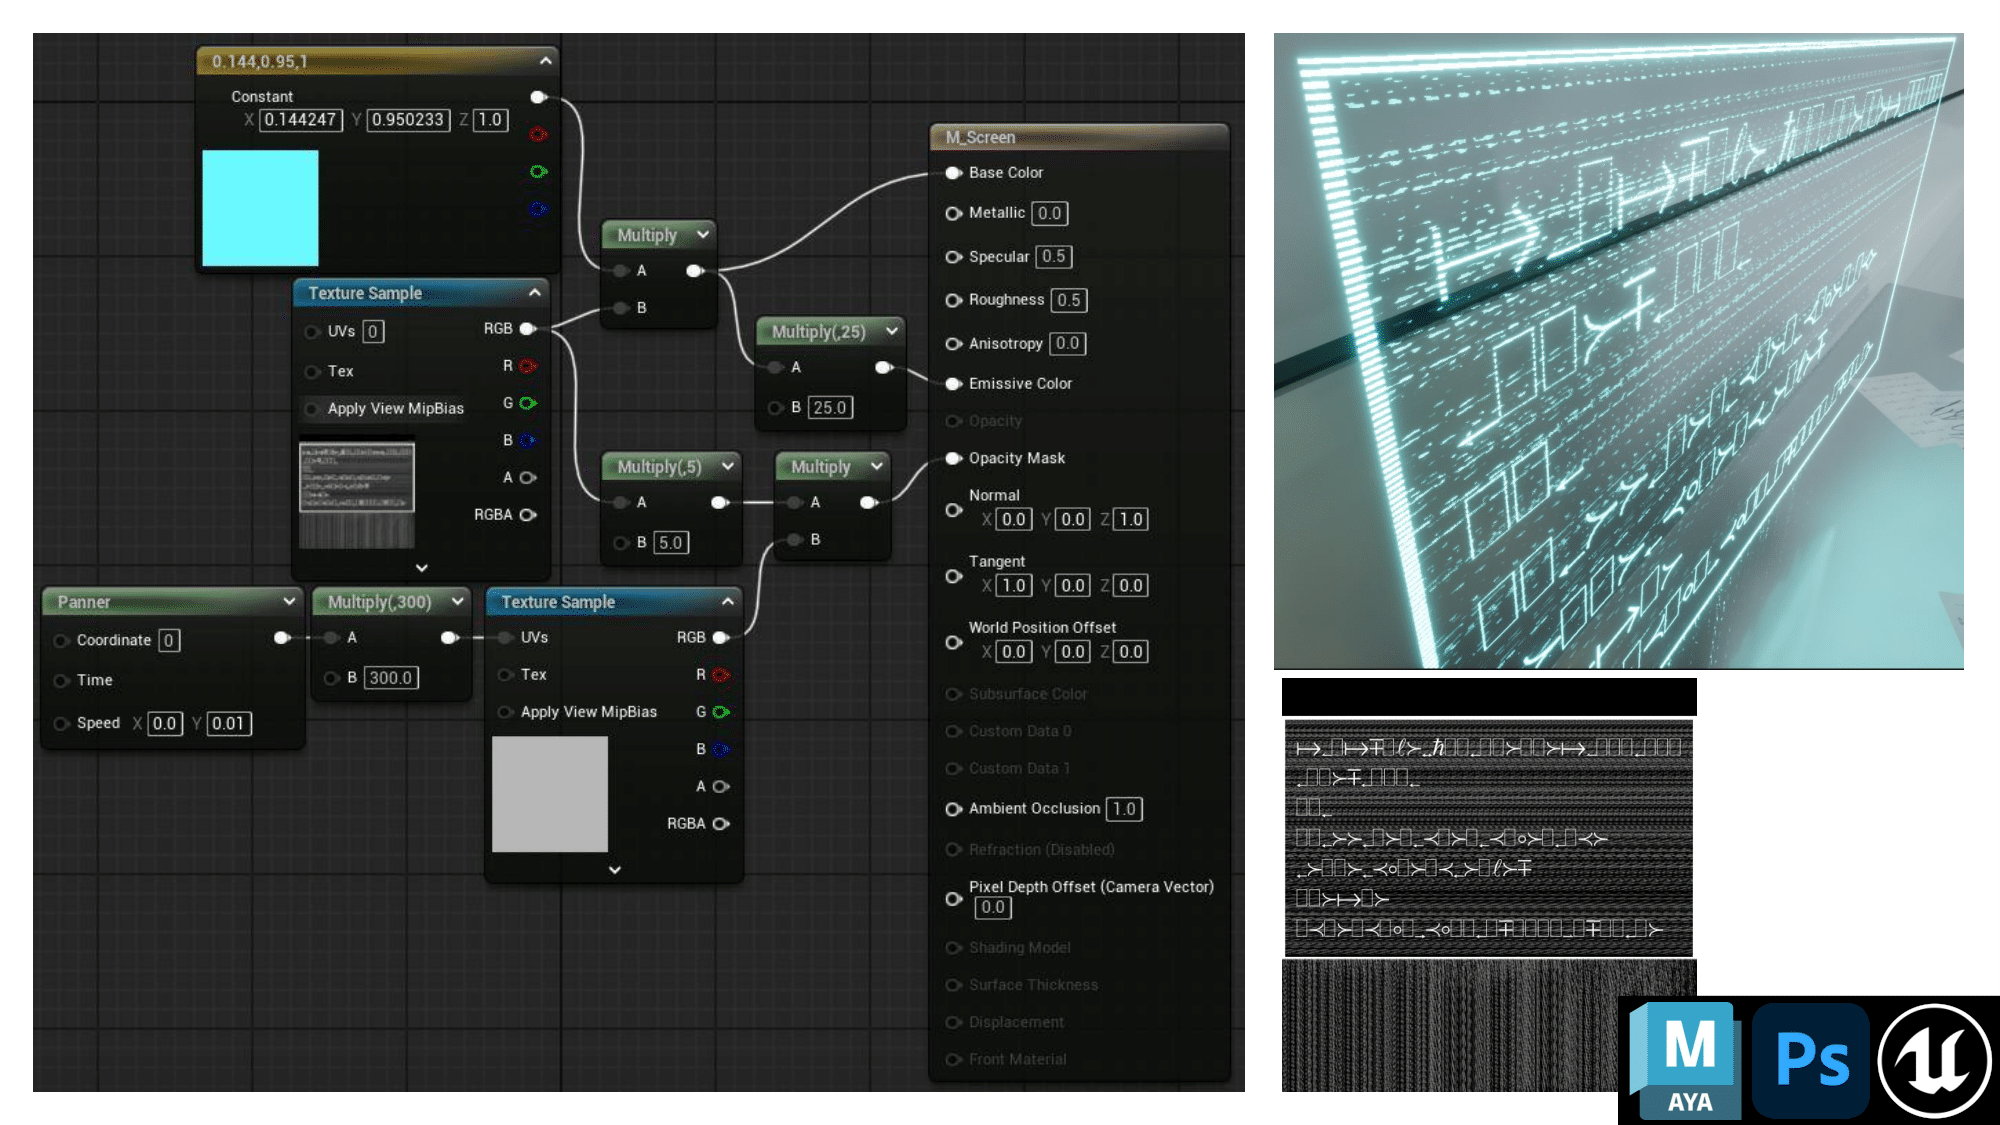 0.144,0.95,1
Constant
X 0.144247 Y 0.950233 Z 1.0
Texture Sample
UVs 0
RGB
Tex
R
Apply View MipBias
G
B
A
RGBA
Multiply
A
B
Multiply(,25)
A
B 25.0
Multiply(,5)
A
B 5.0
Multiply
A
B
Panner
Coordinate 0
Time
Speed X 0.0 Y 0.01
Multiply(,300)
A
B 300.0
Texture Sample
UVs
RGB
Tex
R
Apply View MipBias
G
B
A
RGBA
M_Screen
Base Color
Metallic 0.0
Specular 0.5
Roughness 0.5
Anisotropy 0.0
Emissive Color
Opacity
Opacity Mask
Normal
X 0.0 Y 0.0 Z 1.0
Tangent
X 1.0 Y 0.0 Z 0.0
World Position Offset
X 0.0 Y 0.0 Z 0.0
Subsurface Color
Custom Data 0
Custom Data 1
Ambient Occlusion 1.0
Refraction (Disabled)
Pixel Depth Offset (Camera Vector)
0.0
Shading Model
Surface Thickness
Displacement
Front Material
M
AYA
Ps